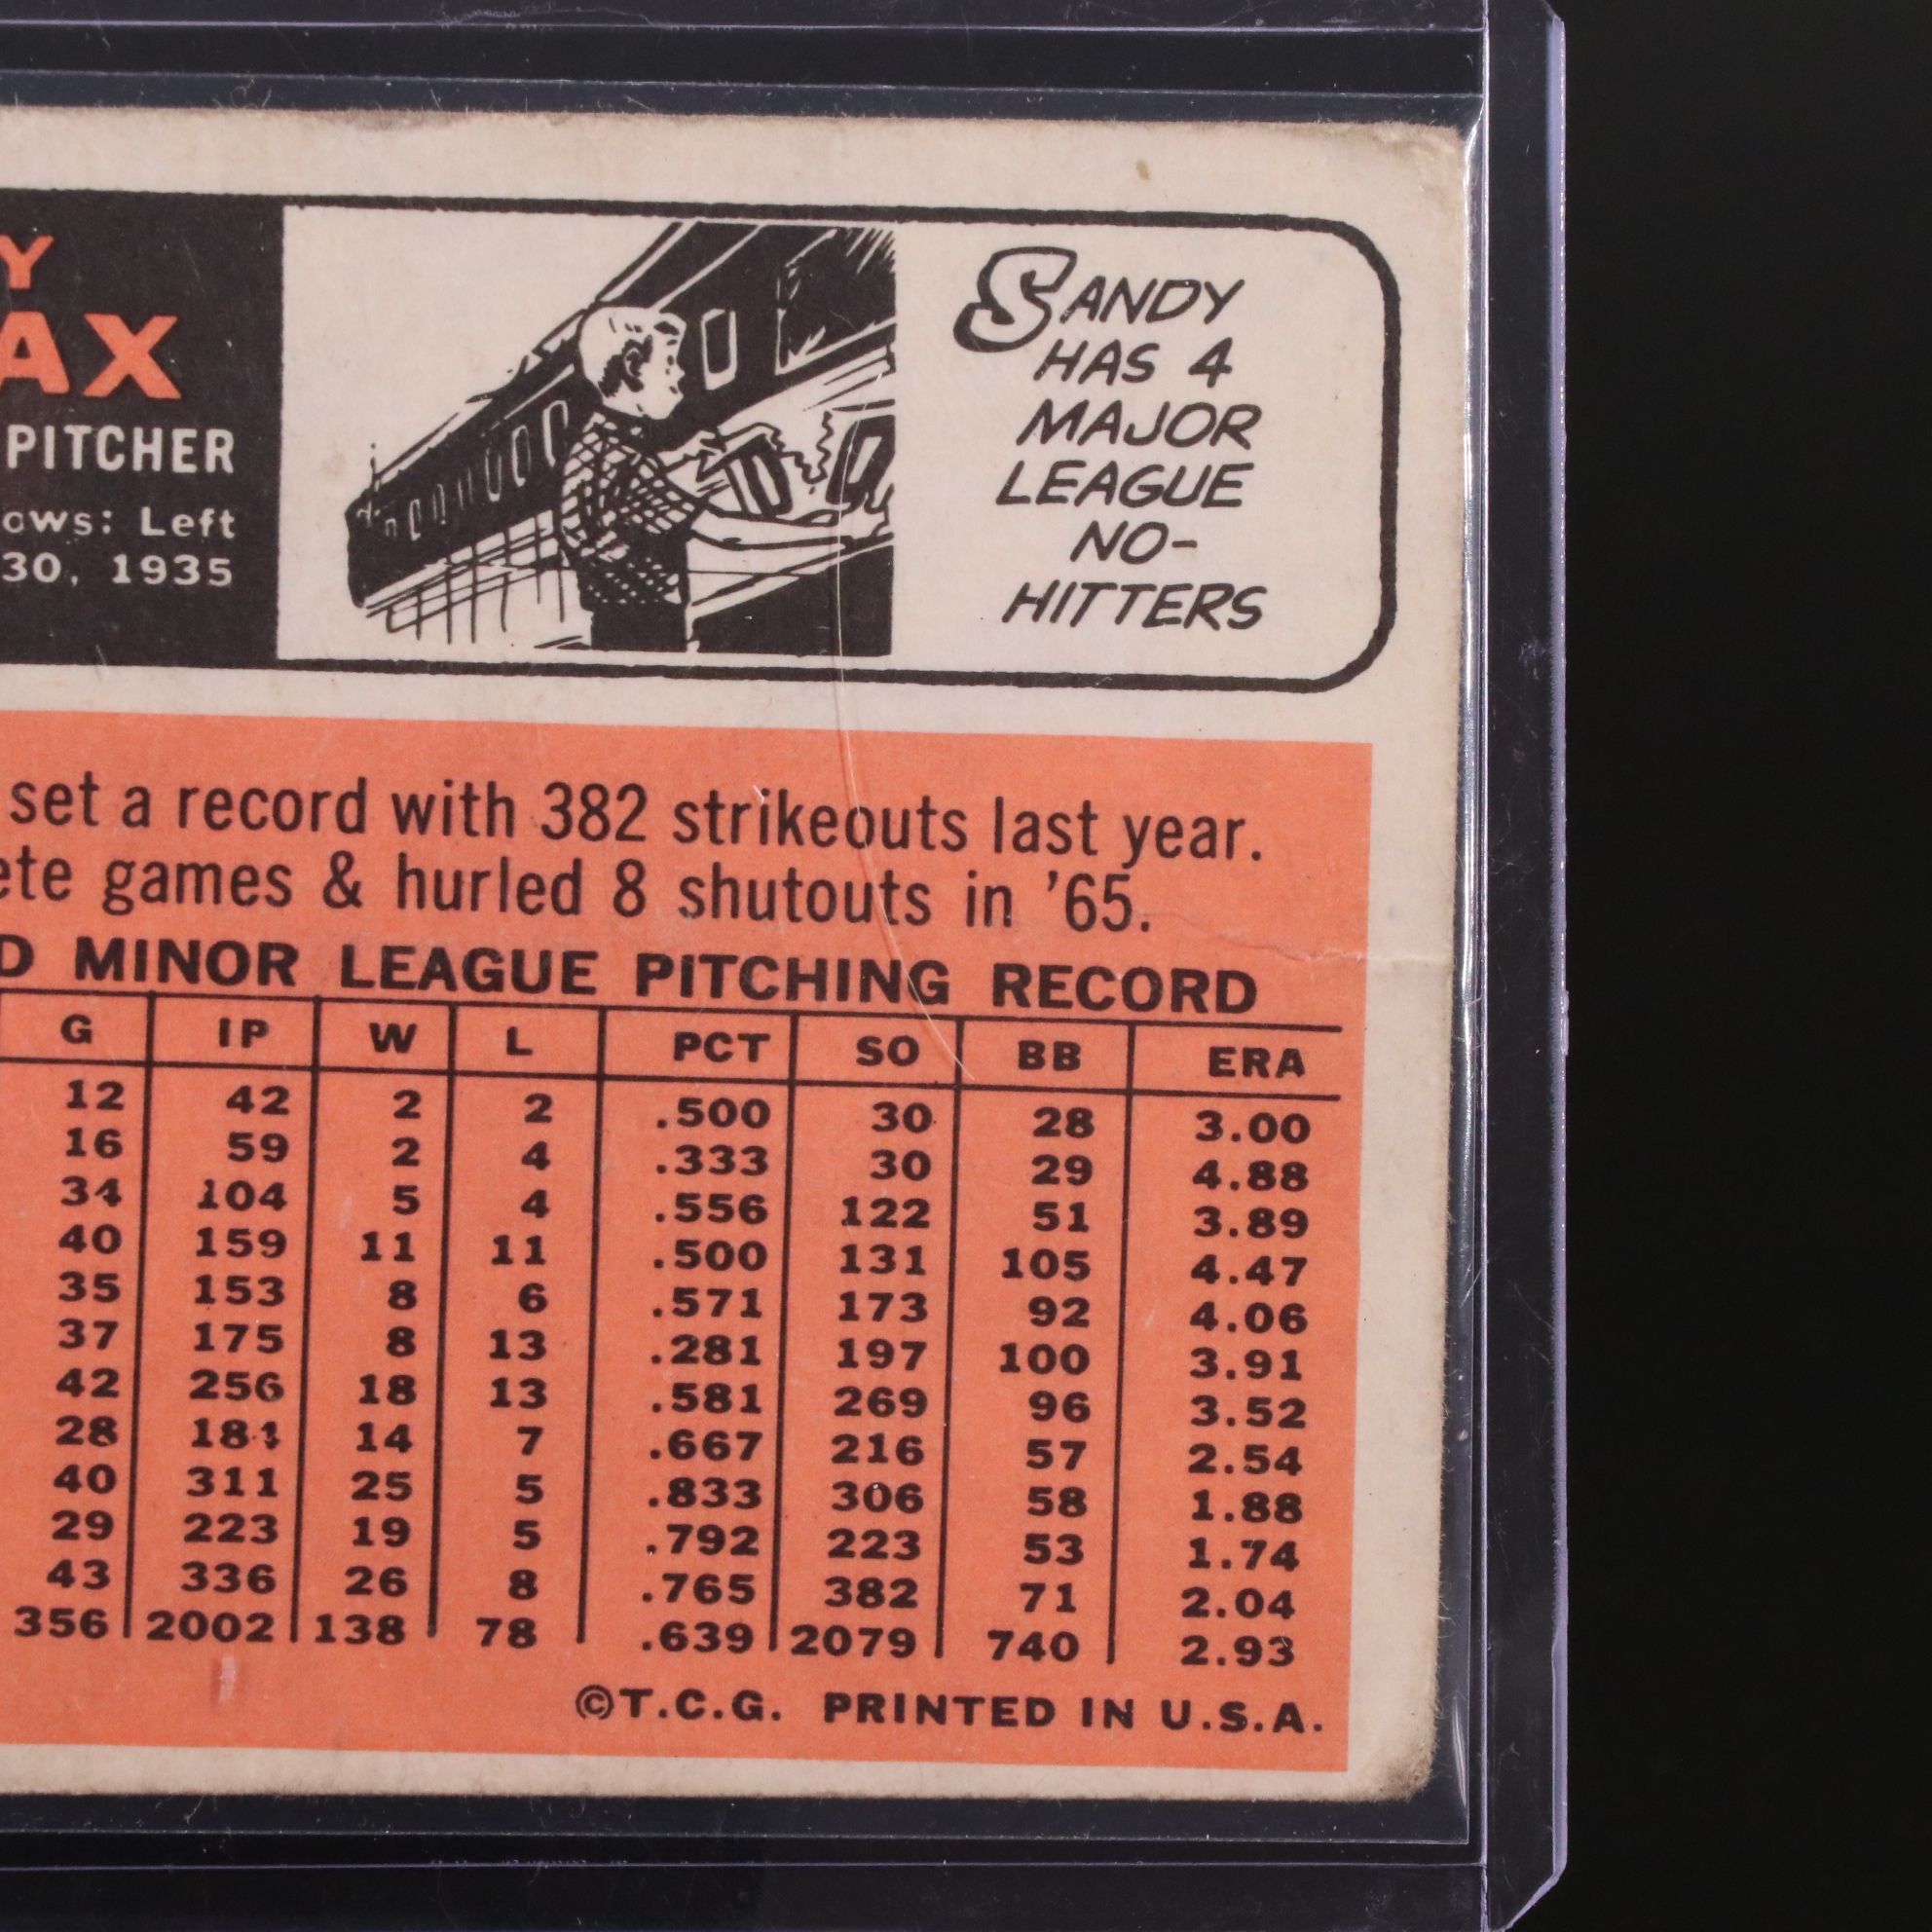 Y
AX
PITCHER
ows: Left
30, 1935
SANDY
HAS 4
MAJOR
LEAGUE
NO-
HITTERS
set a record with 382 strikeouts last year.
ete games & hurled 8 shutouts in '65.
D MINOR LEAGUE PITCHING RECORD
G IP W L PCT SO BB ERA
12 42 2 2 .500 30 28 3.00
16 59 2 4 .333 30 29 4.88
34 104 5 4 .556 122 51 3.89
40 159 11 11 .500 131 105 4.47
35 153 8 6 .571 173 92 4.06
37 175 8 13 .281 197 100 3.91
42 256 18 13 .581 269 96 3.52
28 184 14 7 .667 216 57 2.54
40 311 25 5 .833 306 58 1.88
29 223 19 5 .792 223 53 1.74
43 336 26 8 .765 382 71 2.04
356 2002 138 78 .639 2079 740 2.93
©T.C.G. PRINTED IN U.S.A.